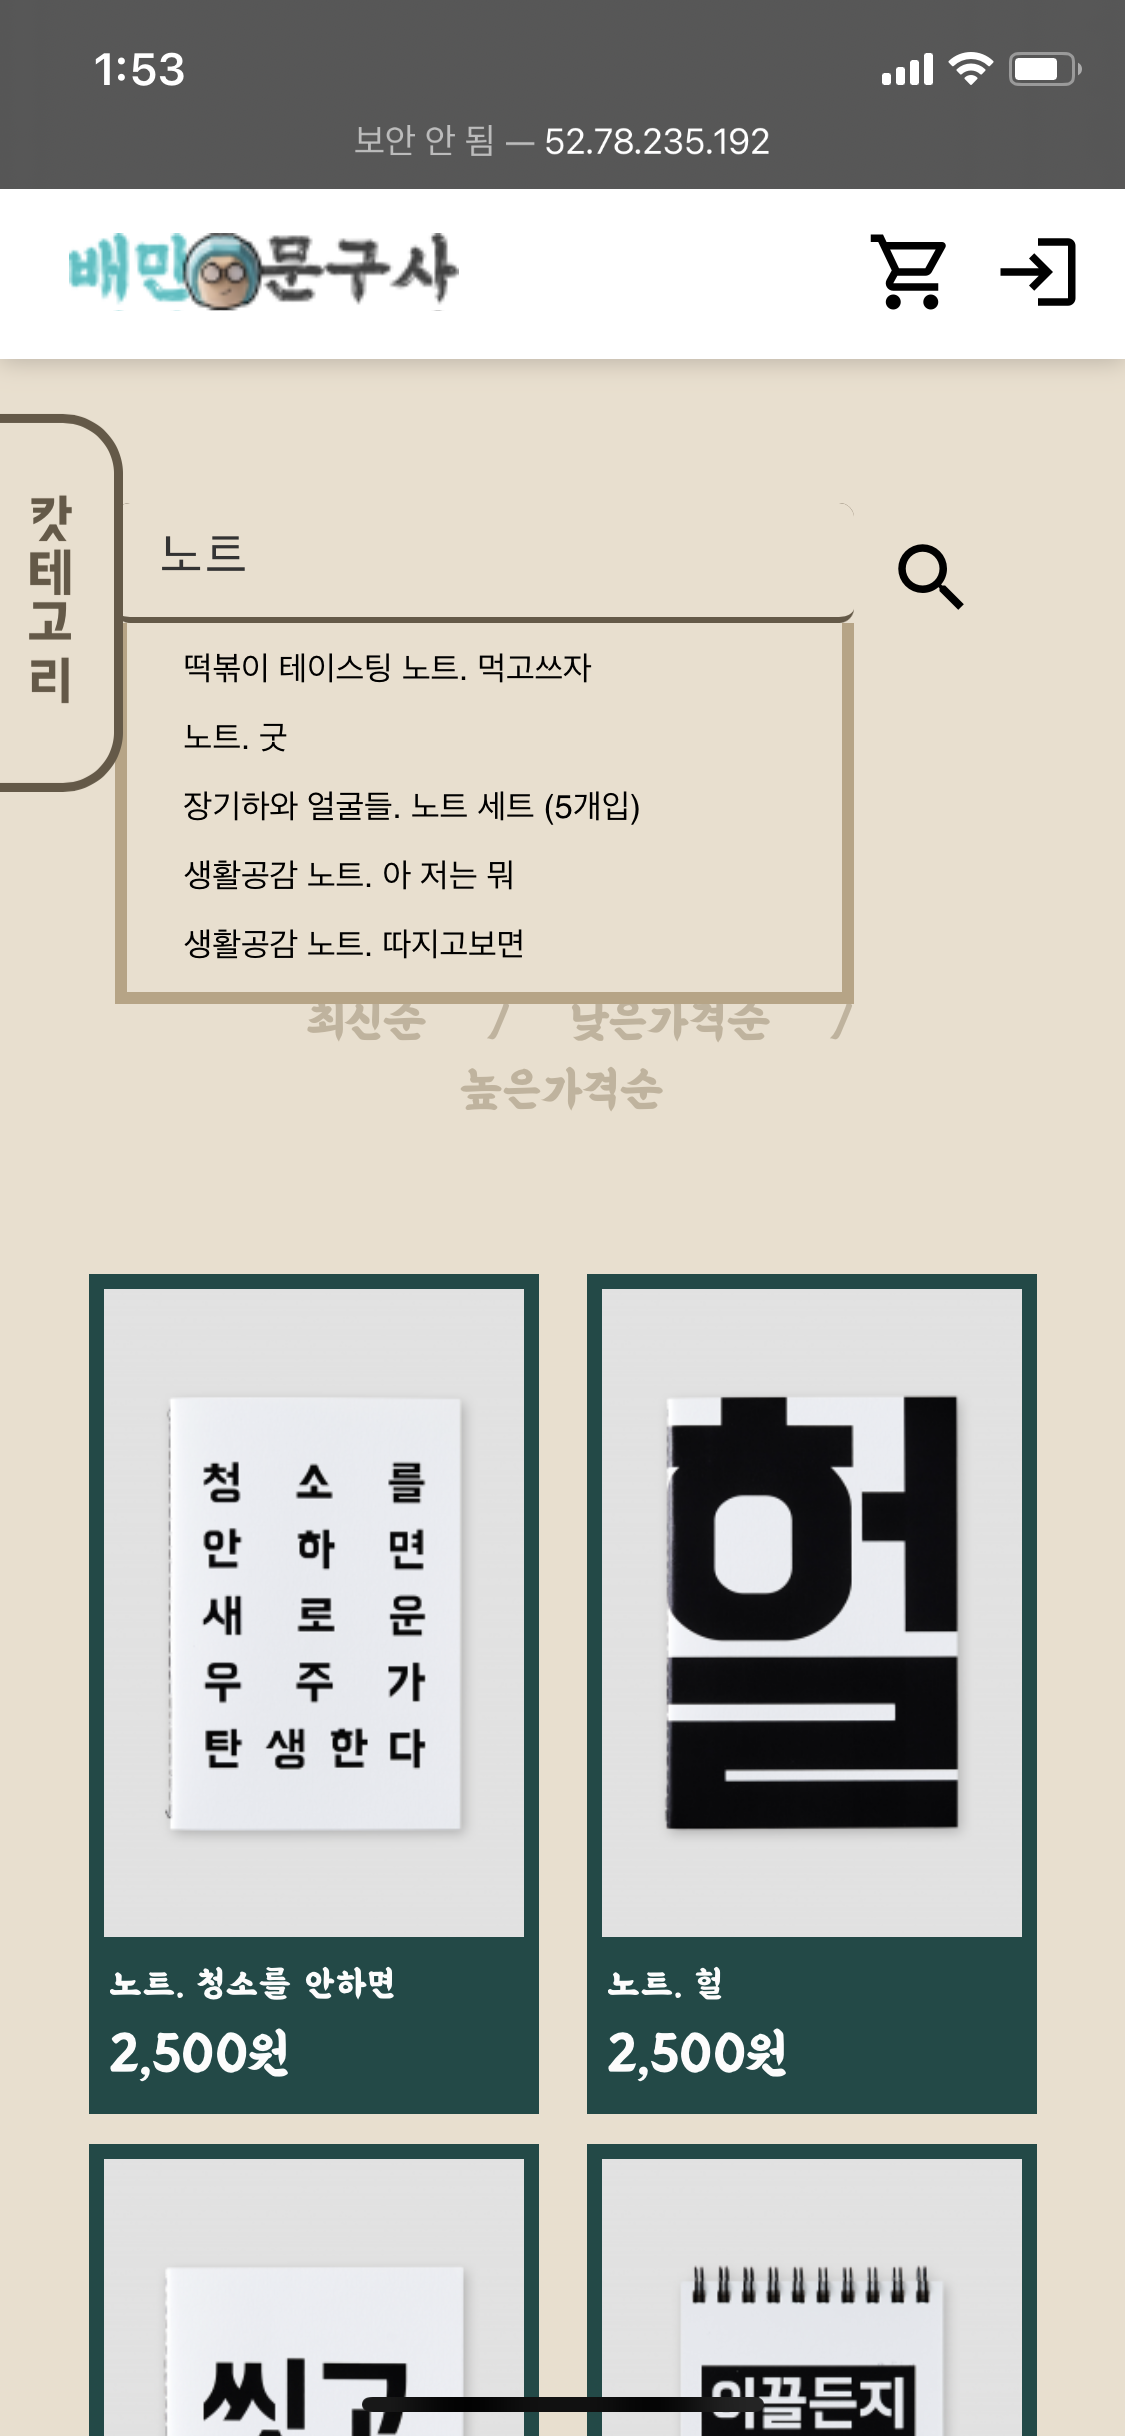 1:53
보안 안 됨 — 52.78.235.192
배민문구사
캇테고리
노트
떡볶이 테이스팅 노트. 먹고쓰자
노트. 굿
장기하와 얼굴들. 노트 세트 (5개입)
생활공감 노트. 아 저는 뭐
생활공감 노트. 따지고보면
최신순 / 낮은가격순 /
높은가격순
청 소 를
안 하 면
새 로 운
우 주 가
탄 생 한 다
헐
노트. 청소를 안하면
2,500원
노트. 헐
2,500원
씻고
이끌든지